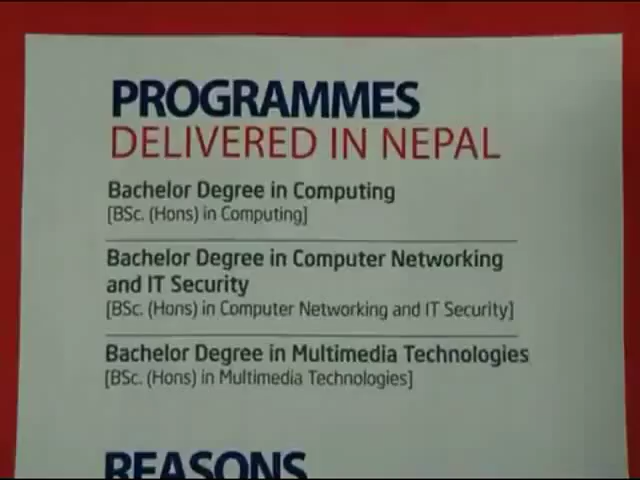 PROGRAMMES
DELIVERED IN NEPAL
Bachelor Degree in Computing
[BSc. (Hons) in Computing]
Bachelor Degree in Computer Networking
and IT Security
[BSc. (Hons) in Computer Networking and IT Security]
Bachelor Degree in Multimedia Technologies
[BSc. (Hons) in Multimedia Technologies]
REASONS